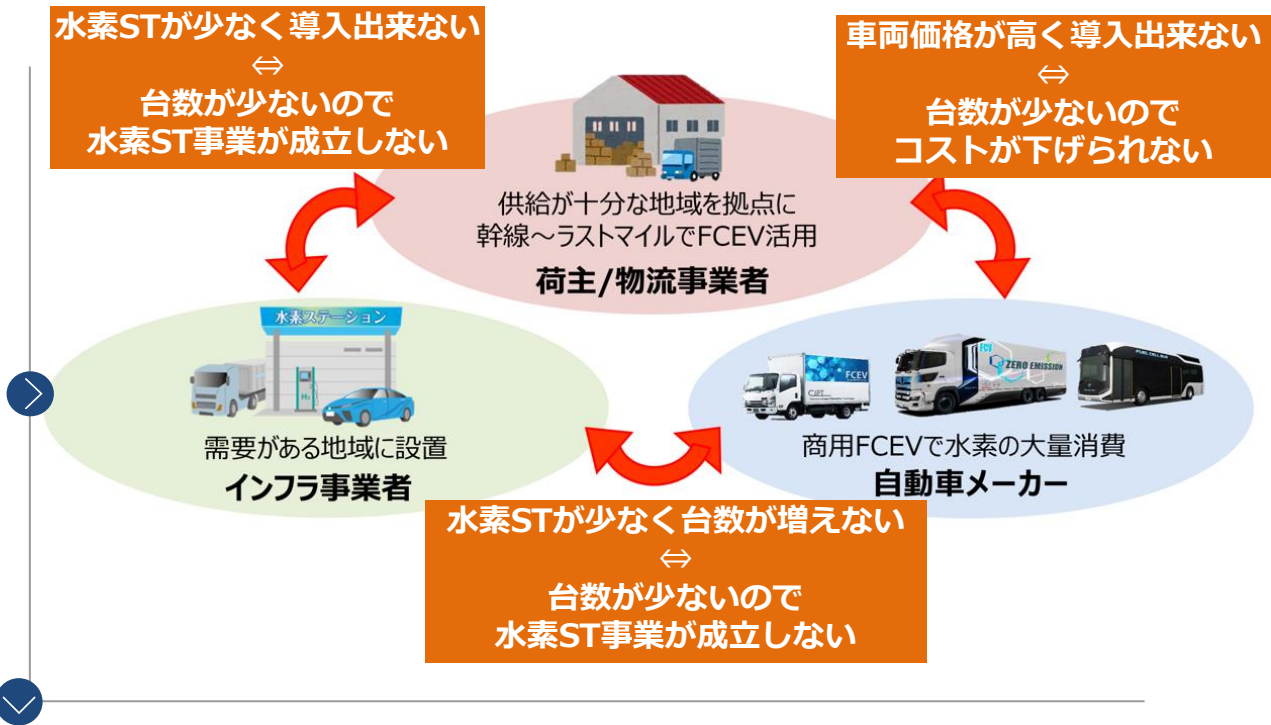 水素STが少なく導入出来ない
⇔
台数が少ないので
水素ST事業が成立しない
車両価格が高く導入出来ない
⇔
台数が少ないので
コストが下げられない
供給が十分な地域を拠点に
幹線～ラストマイルでFCEV活用
荷主/物流事業者
水素ステーション
H₂
需要がある地域に設置
インフラ事業者
FCEV
CJPT
FCV
ZERO EMISSION
FUEL CELL BUS
商用FCEVで水素の大量消費
自動車メーカー
水素STが少なく台数が増えない
⇔
台数が少ないので
水素ST事業が成立しない